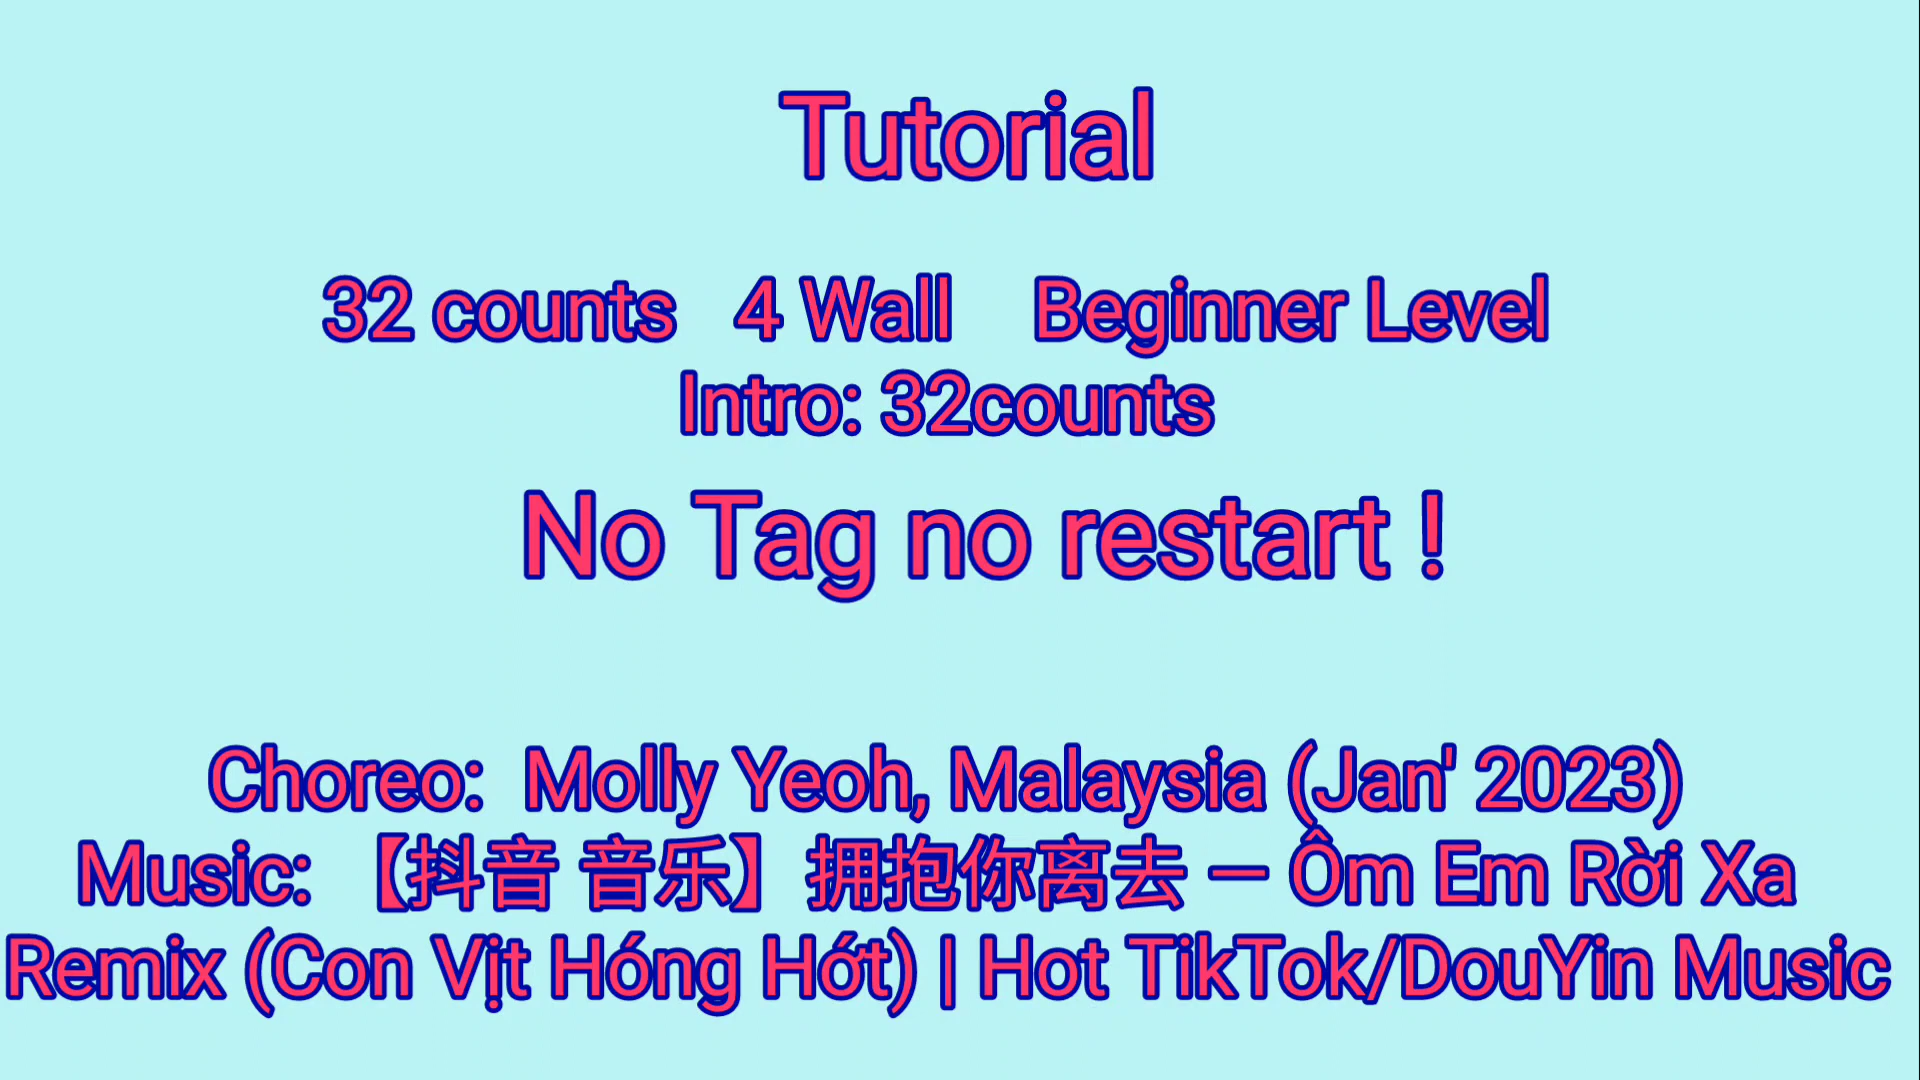 Tutorial
32 counts 4 Wall Beginner Level
Intro: 32counts
No Tag no restart !
Choreo: Molly Yeoh, Malaysia (Jan' 2023)
Music: 【抖音 音乐】 拥抱你离去 – Ôm Em Rời Xa
Remix (Con Vịt Hóng Hớt) | Hot TikTok/DouYin Music